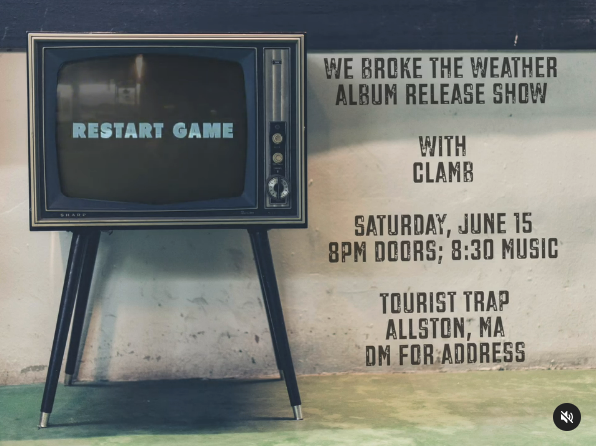 WE BROKE THE WEATHER
ALBUM RELEASE SHOW
WITH
CLAMB
SATURDAY, JUNE 15
8PM DOORS; 8:30 MUSIC
TOURIST TRAP
ALLSTON, MA
DM FOR ADDRESS
RESTART GAME
SHARP